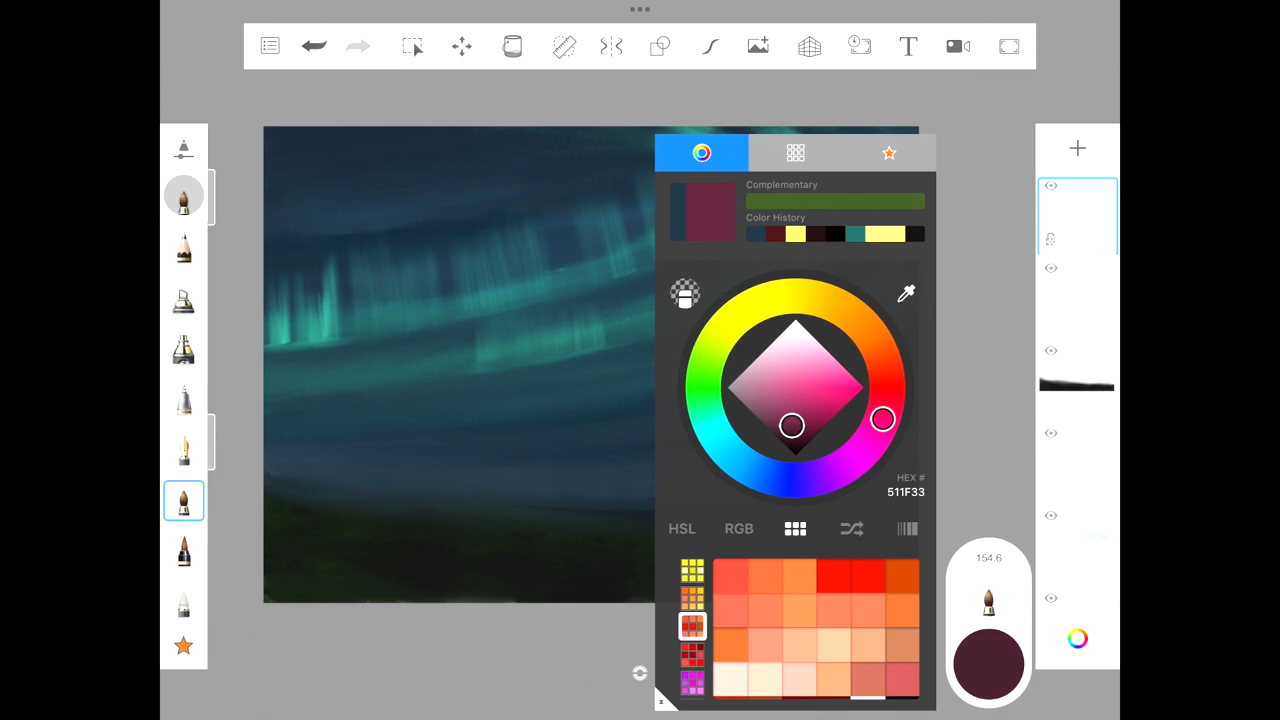 T
Complementary
Color History
HEX #
511F33
HSL
RGB
154.6